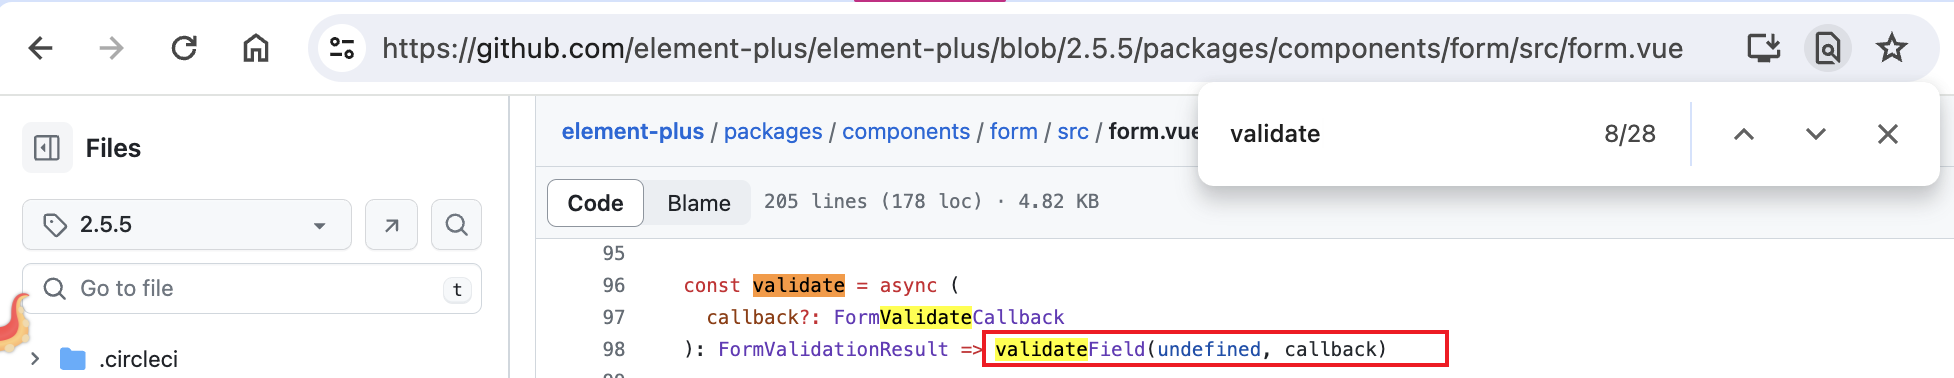 https://github.com/element-plus/element-plus/blob/2.5.5/packages/components/form/src/form.vue
validate 8/28
Files
element-plus / packages / components / form / src / form.vue
2.5.5
Code Blame 205 lines (178 loc) · 4.82 KB
Go to file t
.circleci
95
96 const validate = async (
97 callback?: FormValidateCallback
98 ): FormValidationResult => validateField(undefined, callback)